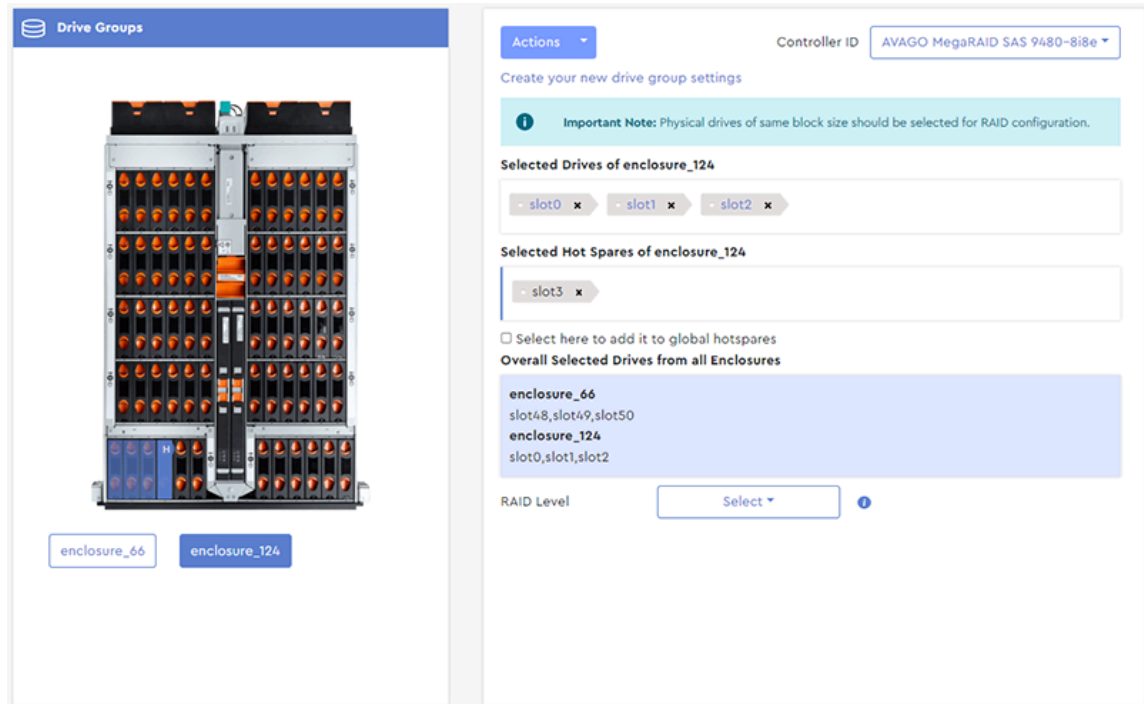 Drive Groups
enclosure_66 enclosure_124
Actions Controller ID AVAGO MegaRAID SAS 9480-8i8e
Create your new drive group settings
Important Note: Physical drives of same block size should be selected for RAID configuration.
Selected Drives of enclosure_124
- slot0 × - slot1 × - slot2 ×
Selected Hot Spares of enclosure_124
- slot3 ×
Select here to add it to global hotspares
Overall Selected Drives from all Enclosures
enclosure_66
slot48,slot49,slot50
enclosure_124
slot0,slot1,slot2
RAID Level Select
H